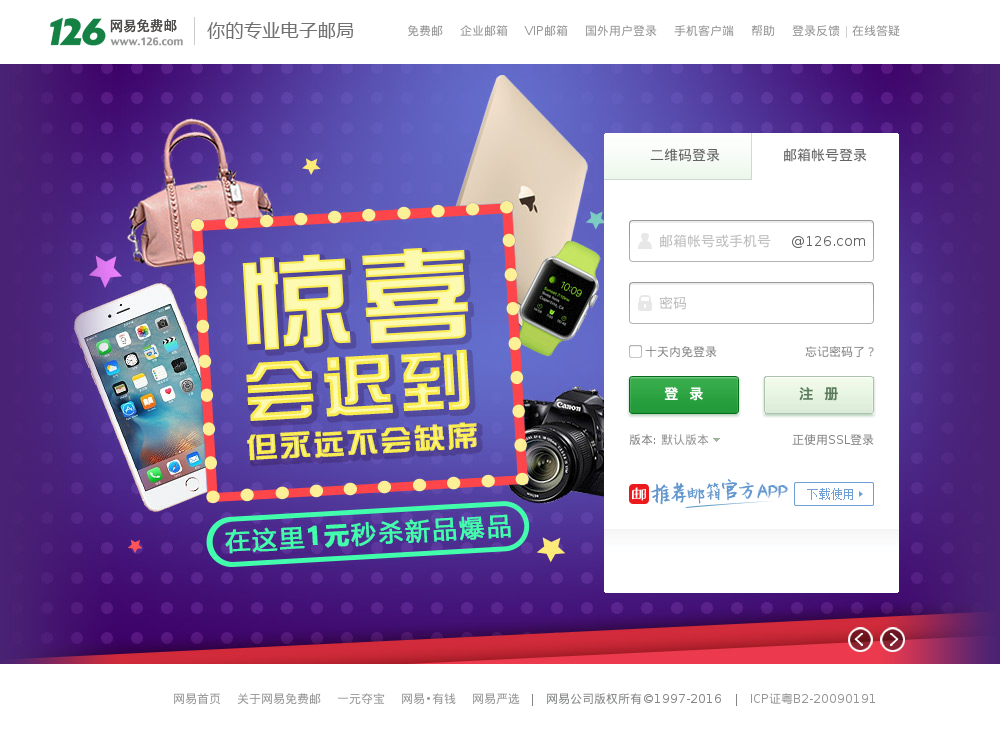 126 网易免费邮 www.126.com 你的专业电子邮局
免费邮 企业邮箱 VIP邮箱 国外用户登录 手机客户端 帮助 登录反馈 | 在线答疑
惊喜
会迟到
但永远不会缺席
在这里1元秒杀新品爆品
10:09
Canon
二维码登录 邮箱帐号登录
邮箱帐号或手机号 @126.com
密码
十天内免登录 忘记密码了?
登 录 注 册
版本: 默认版本 正使用SSL登录
邮 推荐邮箱官方APP 下载使用
网易首页 关于网易免费邮 一元夺宝 网易•有钱 网易严选 | 网易公司版权所有©1997-2016 | ICP证粤B2-20090191